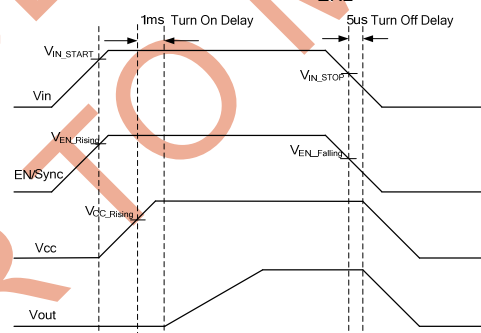 1ms Turn On Delay
5us Turn Off Delay
VIN_START
VIN_STOP
Vin
VEN_Rising
VEN_Falling
EN/Sync
VCC_Rising
Vcc
Vout